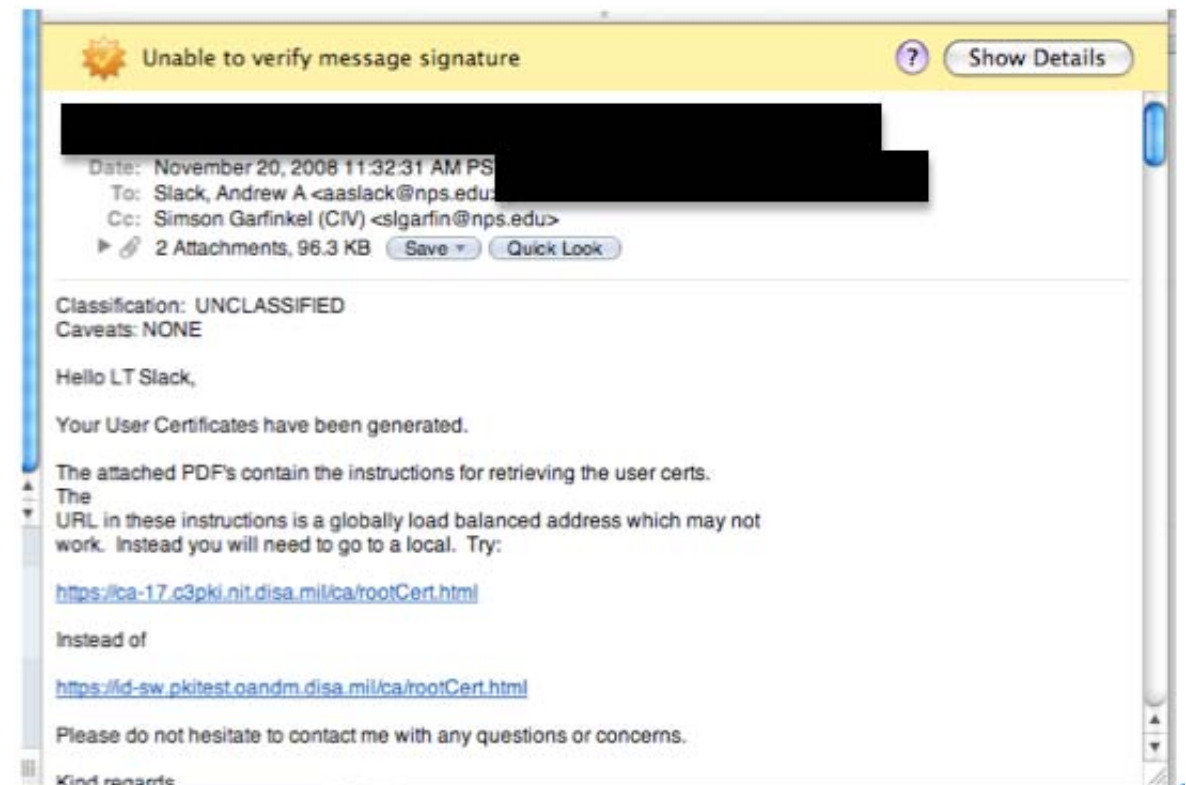 Unable to verify message signature
? Show Details
Date: November 20, 2008 11:32:31 AM PS
To: Slack, Andrew A <aaslack@nps.edu>
Cc: Simson Garfinkel (CIV) <slgarfin@nps.edu>
2 Attachments, 96.3 KB Save Quick Look
Classification: UNCLASSIFIED
Caveats: NONE
Hello LT Slack,
Your User Certificates have been generated.
The attached PDF's contain the instructions for retrieving the user certs.
The
URL in these instructions is a globally load balanced address which may not
work. Instead you will need to go to a local. Try:
https://ca-17.c3pki.nit.disa.mil/ca/rootCert.html
Instead of
https://id-sw.pkitest.oandm.disa.mil/ca/rootCert.html
Please do not hesitate to contact me with any questions or concerns.
Kind regards